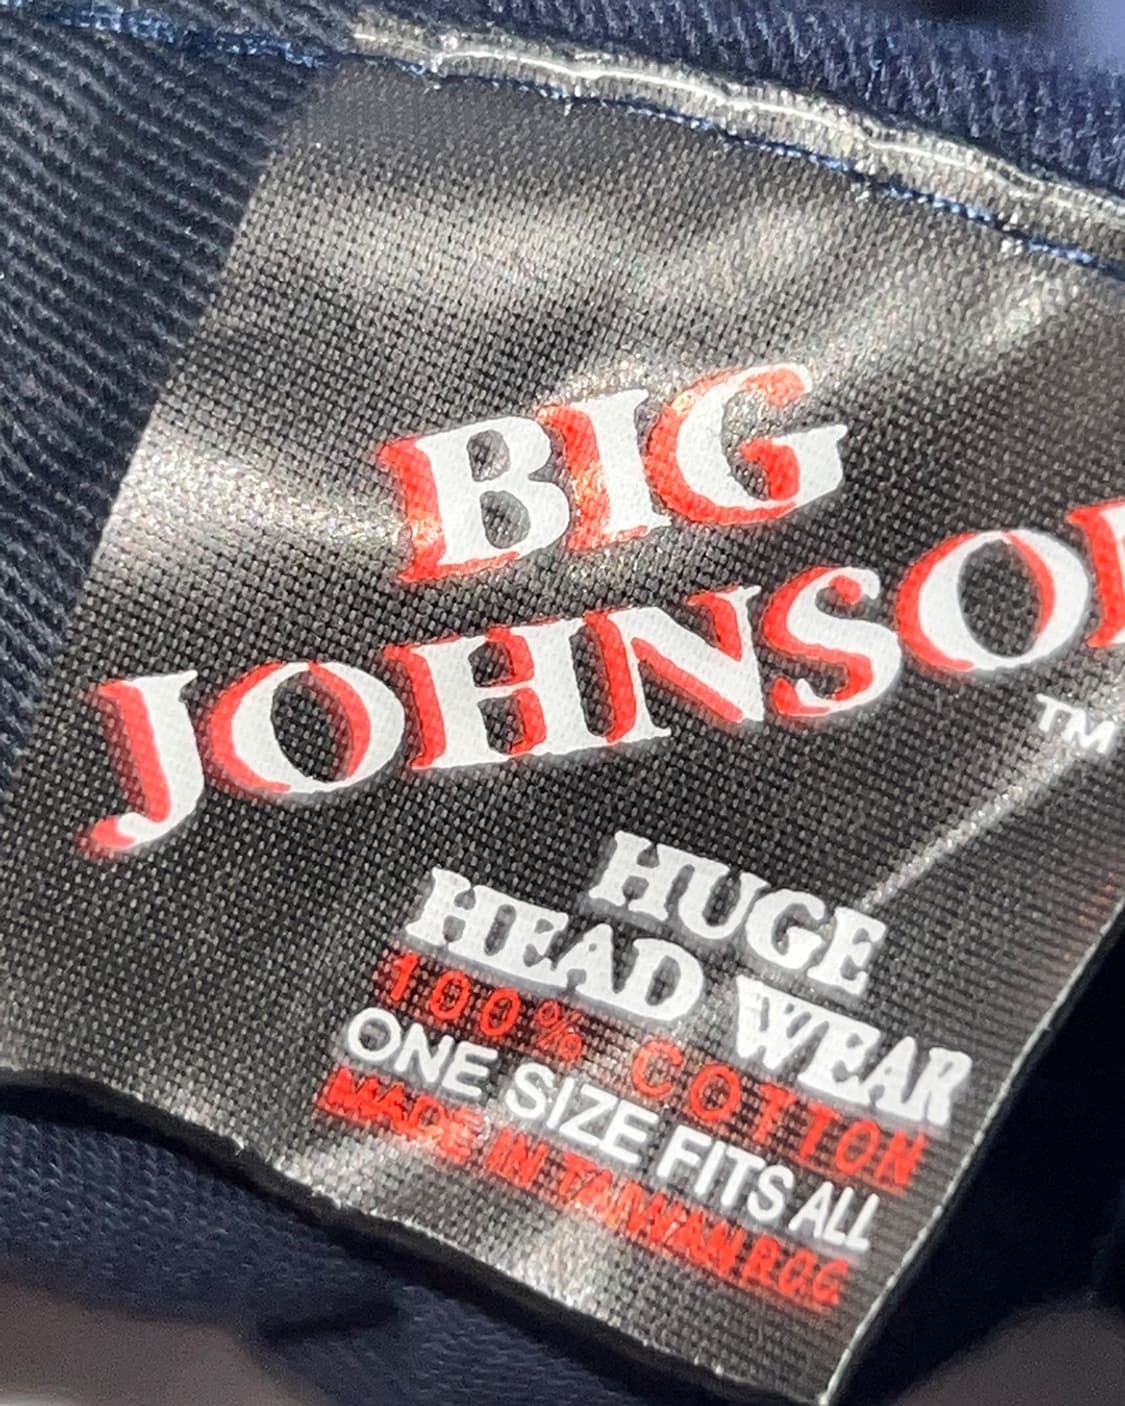 BIG
JOHNSON
TM
HUGE
HEAD WEAR
100% COTTON
ONE SIZE FITS ALL
MADE IN TAIWAN R.O.C